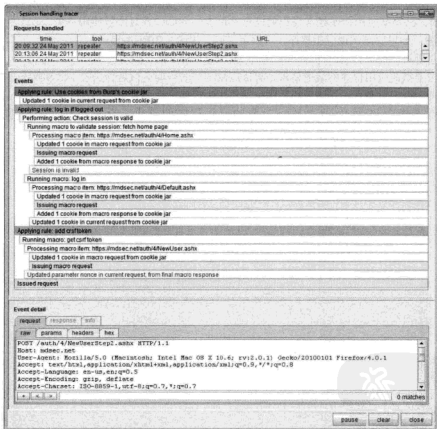 Session handling tracer
Requests handled
time tool URL
20:09:32 24 May 2011 repeater https://mdsec.net/auth/4/NewUserStep2.ashx
20:13:06 24 May 2011 repeater https://mdsec.net/auth/4/NewUserStep2.ashx
Events
Applying rule: Use cookies from Burp's cookie jar
Updated 1 cookie in current request from cookie jar
Applying rule: log in if logged out
Performing action: Check session is valid
Running macro to validate session: fetch home page
Processing macro item: https://mdsec.net/auth/4/Home.ashx
Updated 1 cookie in macro request from cookie jar
Issuing macro request
Added 1 cookie from macro response to cookie jar
Session is invalid
Running macro: log in
Processing macro item: https://mdsec.net/auth/4/Default.ashx
Updated 1 cookie in macro request from cookie jar
Issuing macro request
Added 1 cookie from macro response to cookie jar
Updated 1 cookie in current request from cookie jar
Applying rule: add csrf token
Running macro: get csrf token
Processing macro item: https://mdsec.net/auth/4/NewUser.ashx
Updated 1 cookie in macro request from cookie jar
Issuing macro request
Updated parameter nonce in current request, from final macro response
Issued request
Event detail
request response info
raw params headers hex
POST /auth/4/NewUserStep2.ashx HTTP/1.1
Host: mdsec.net
User-Agent: Mozilla/5.0 (Macintosh; Intel Mac OS X 10.6; rv:2.0.1) Gecko/20100101 Firefox/4.0.1
Accept: text/html,application/xhtml+xml,application/xml;q=0.9,*/*;q=0.8
Accept-Language: en-us,en;q=0.5
Accept-Encoding: gzip, deflate
Accept-Charset: ISO-8859-1,utf-8;q=0.7,*;q=0.7
+ < > 0 matches
pause clear close